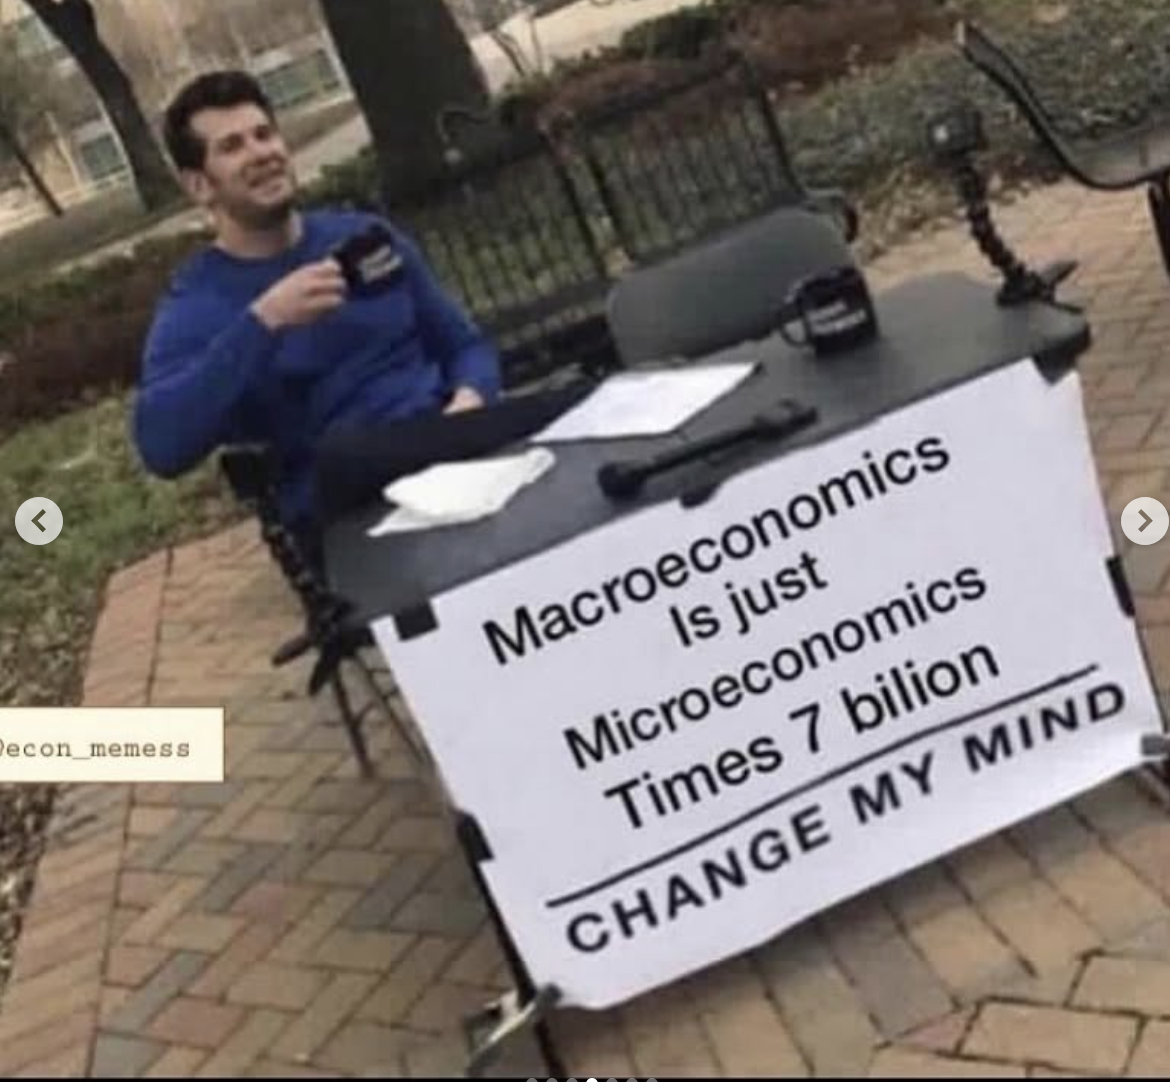 Macroeconomics
Is just
Microeconomics
Times 7 bilion
CHANGE MY MIND
econ_memess